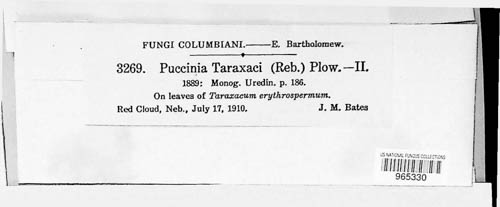 FUNGI COLUMBIANI.—E. Bartholomew.
3269. Puccinia Taraxaci (Reb.) Plow.—II.
1889: Monog. Uredin. p. 186.
On leaves of Taraxacum erythrospermum.
Red Cloud, Neb., July 17, 1910. J. M. Bates
US NATIONAL FUNGUS COLLECTIONS
965330